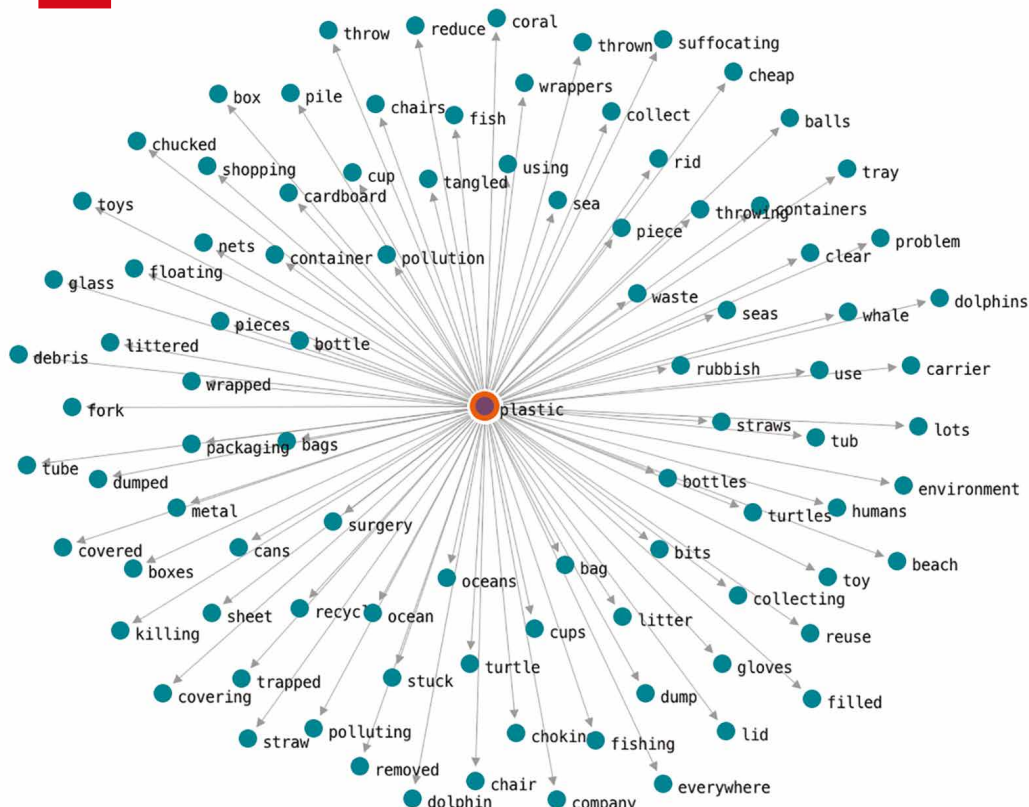 coral
reduce
throw
thrown
suffocating
cheap
wrappers
box
pile
chairs
fish
collect
balls
chucked
shopping
cup
cardboard
tangled
using
rid
tray
toys
sea
throwing
containers
piece
nets
container
pollution
clear
problem
floating
glass
waste
seas
whale
dolphins
pieces
bottle
littered
debris
wrapped
rubbish
use
carrier
fork
plastic
straws
tub
lots
packaging
bags
tube
dumped
bottles
environment
metal
surgery
turtles
humans
covered
cans
boxes
bits
beach
oceans
bag
toy
collecting
sheet
recycl
ocean
litter
killing
cups
reuse
turtle
gloves
trapped
stuck
covering
dump
filled
straw
polluting
chokin
fishing
lid
removed
chair
everywhere
dolphin
company